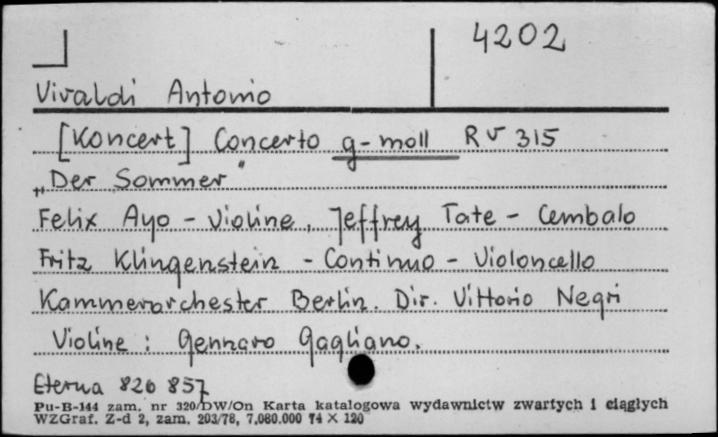 4202
Vivaldi Antonio
[Koncert] Concerto g-moll RV 315
„Der Sommer"
Felix Ayo - Violine, Jeffrey Tate - Cembalo
Fritz Klingenstein - Continuo - Violoncello
Kammerorchester Berlin. Dir. Vittorio Negri
Violine: Gennaro Gagliano.
Eterna 826 857
Pu-B-144 zam. nr 320/DW/On Karta katalogowa wydawnictw zwartych i ciągłych
WZGraf. Z-d 2, zam. 203/78, 7.080.000 74 X 120